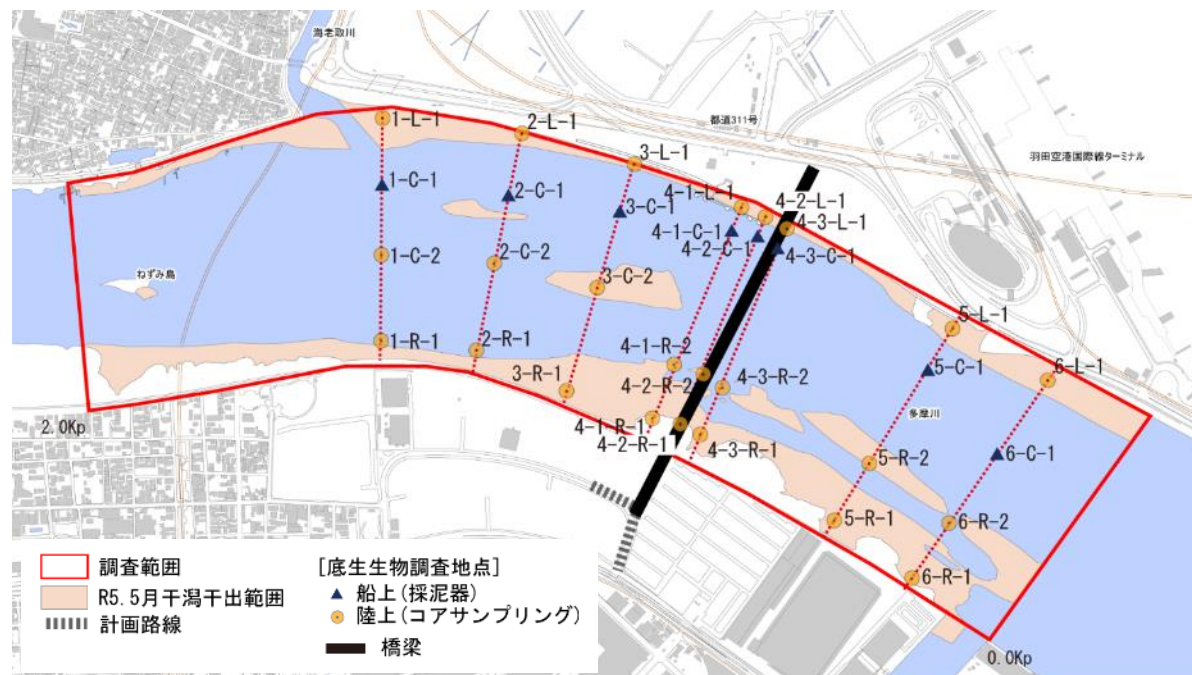 海老取川
都道311号
羽田空港国際線ターミナル
1-L-1
2-L-1
3-L-1
4-1-L-1
4-2-L-1
4-3-L-1
1-C-1
2-C-1
3-C-1
4-1-C-1
4-2-C-1
4-3-C-1
1-C-2
2-C-2
3-C-2
ねずみ島
5-L-1
5-C-1
6-L-1
1-R-1
2-R-1
3-R-1
4-1-R-2
4-2-R-2
4-3-R-2
4-1-R-1
4-2-R-1
4-3-R-1
多摩川
6-C-1
5-R-2
5-R-1
6-R-2
6-R-1
2.0Kp
0.0Kp
調査範囲
R5.5月干潟干出範囲
計画路線
[底生生物調査地点]
船上(採泥器)
陸上(コアサンプリング)
橋梁